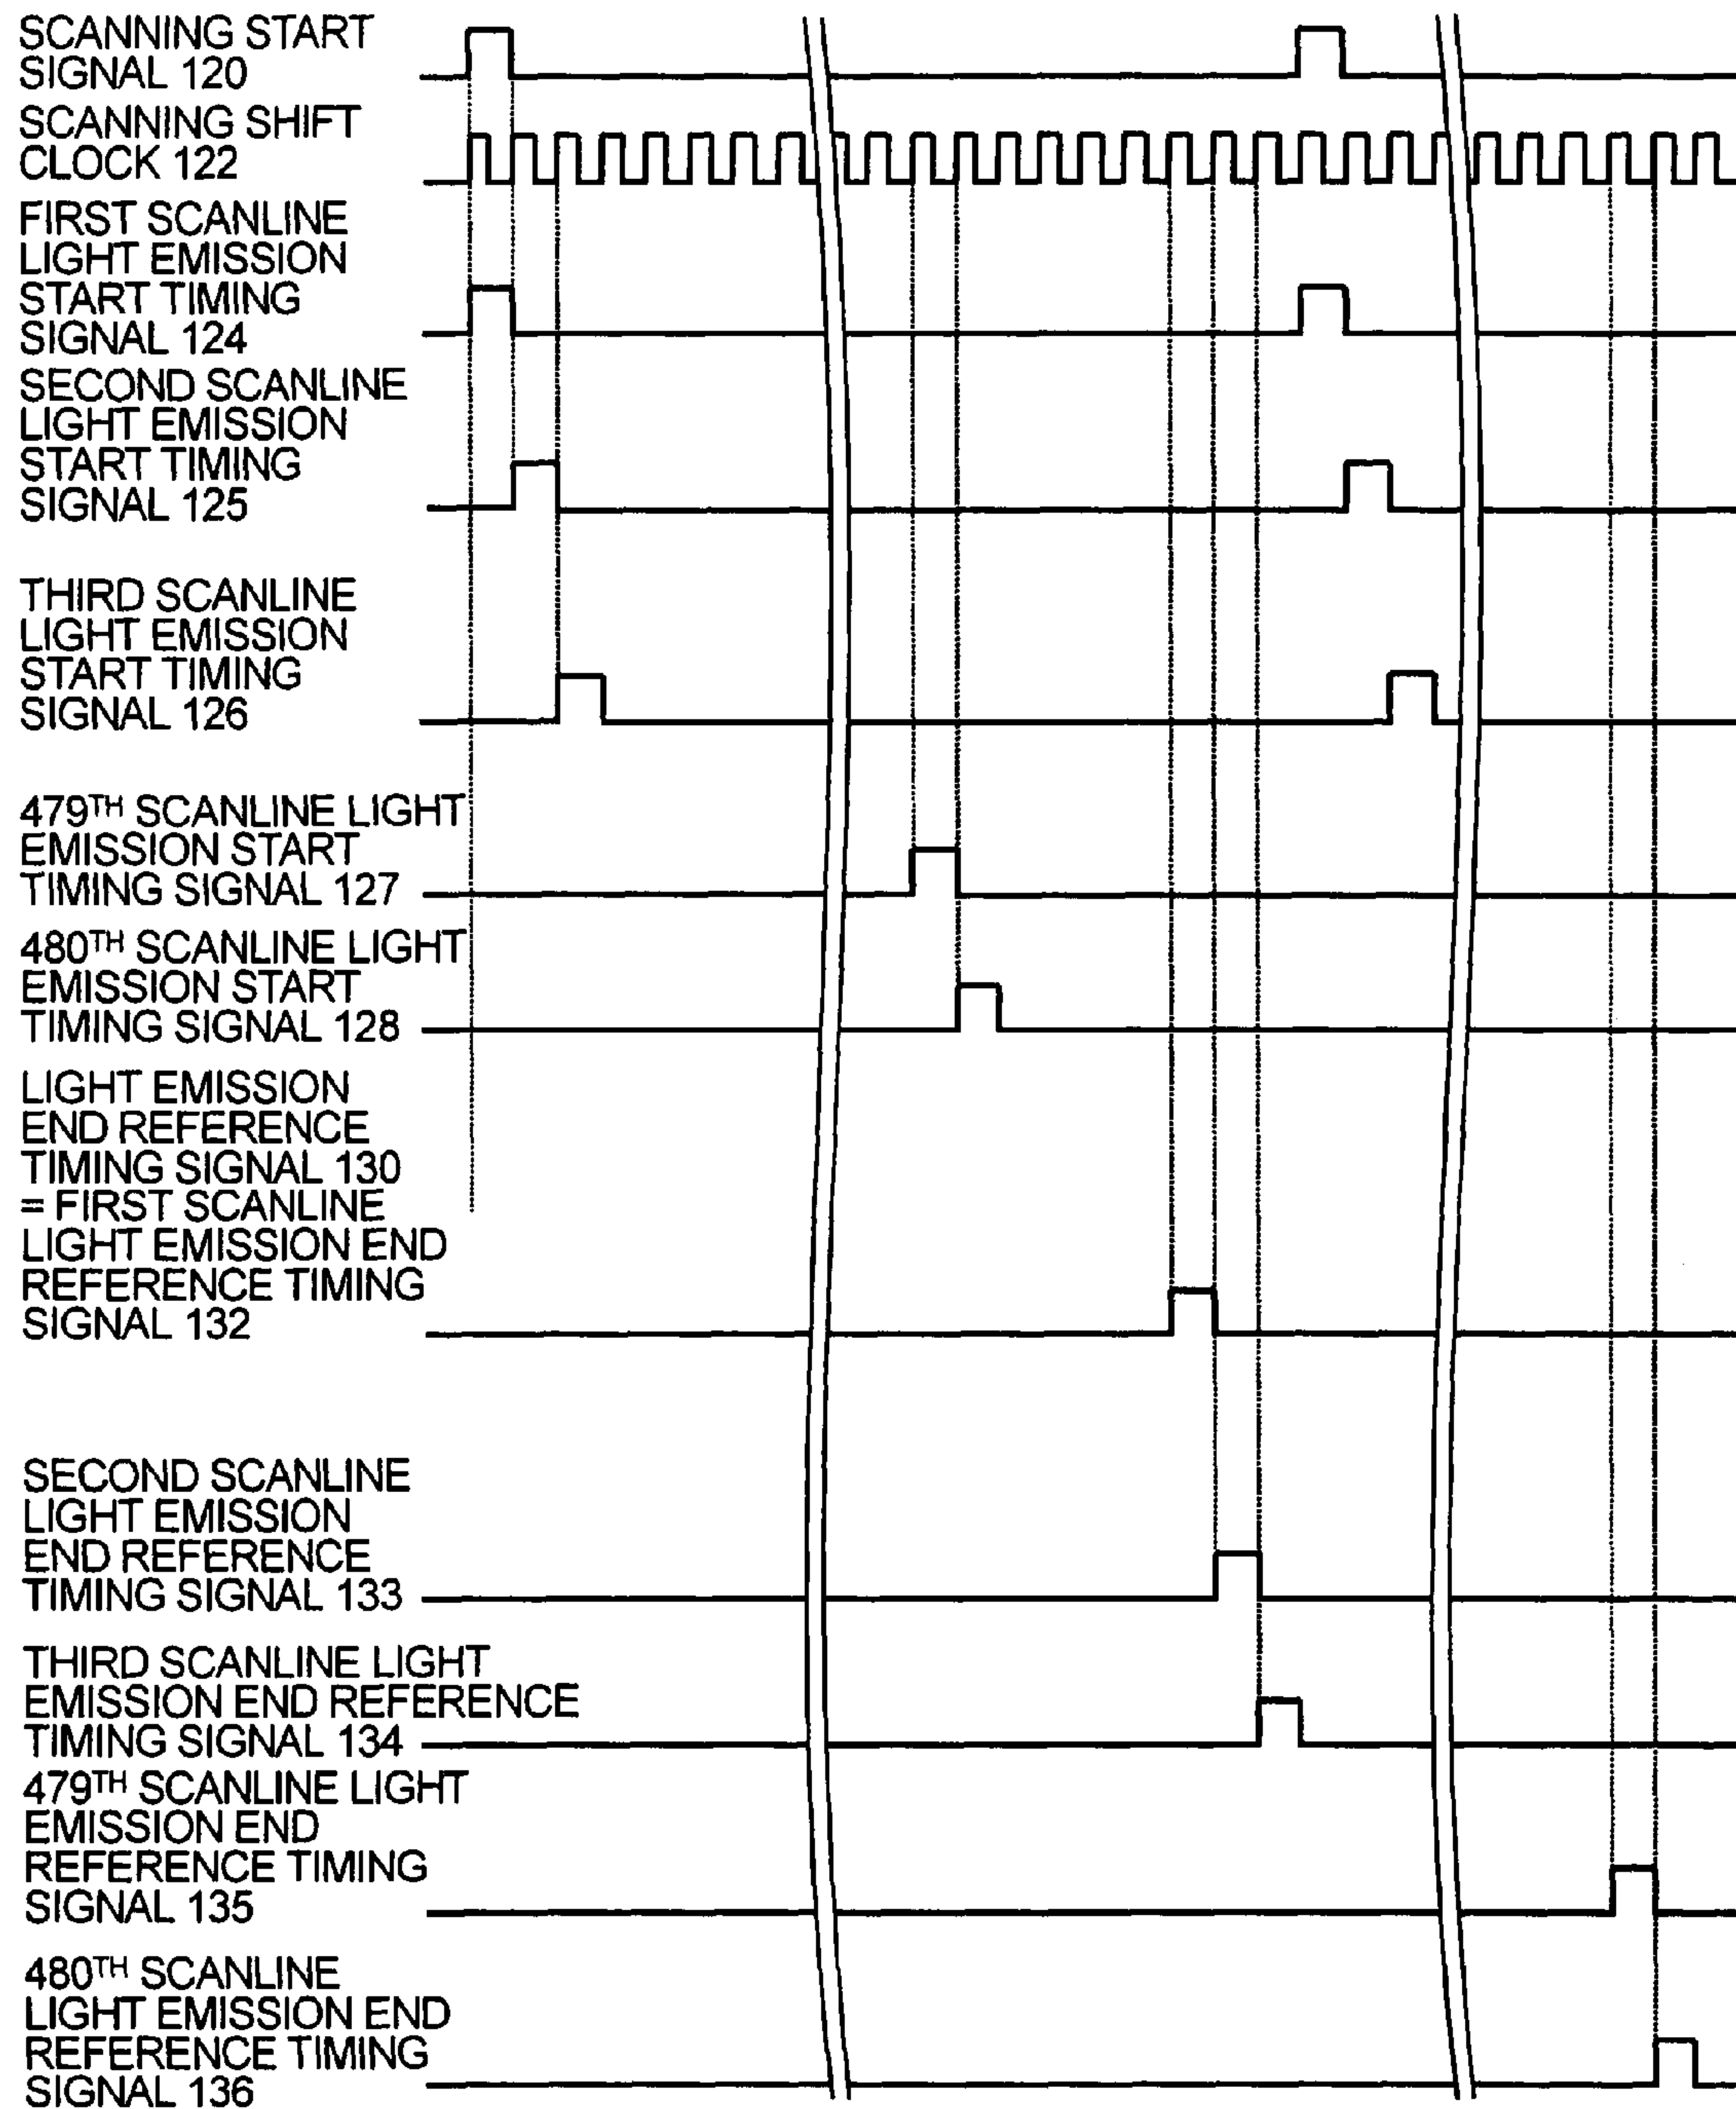 SCANNING START
SIGNAL 120
SCANNING SHIFT
CLOCK 122
FIRST SCANLINE
LIGHT EMISSION
START TIMING
SIGNAL 124
SECOND SCANLINE
LIGHT EMISSION
START TIMING
SIGNAL 125
THIRD SCANLINE
LIGHT EMISSION
START TIMING
SIGNAL 126
479TH SCANLINE LIGHT
EMISSION START
TIMING SIGNAL 127
480TH SCANLINE LIGHT
EMISSION START
TIMING SIGNAL 128
LIGHT EMISSION
END REFERENCE
TIMING SIGNAL 130
= FIRST SCANLINE
LIGHT EMISSION END
REFERENCE TIMING
SIGNAL 132
SECOND SCANLINE
LIGHT EMISSION
END REFERENCE
TIMING SIGNAL 133
THIRD SCANLINE LIGHT
EMISSION END REFERENCE
TIMING SIGNAL 134
479TH SCANLINE LIGHT
EMISSION END
REFERENCE TIMING
SIGNAL 135
480TH SCANLINE
LIGHT EMISSION END
REFERENCE TIMING
SIGNAL 136